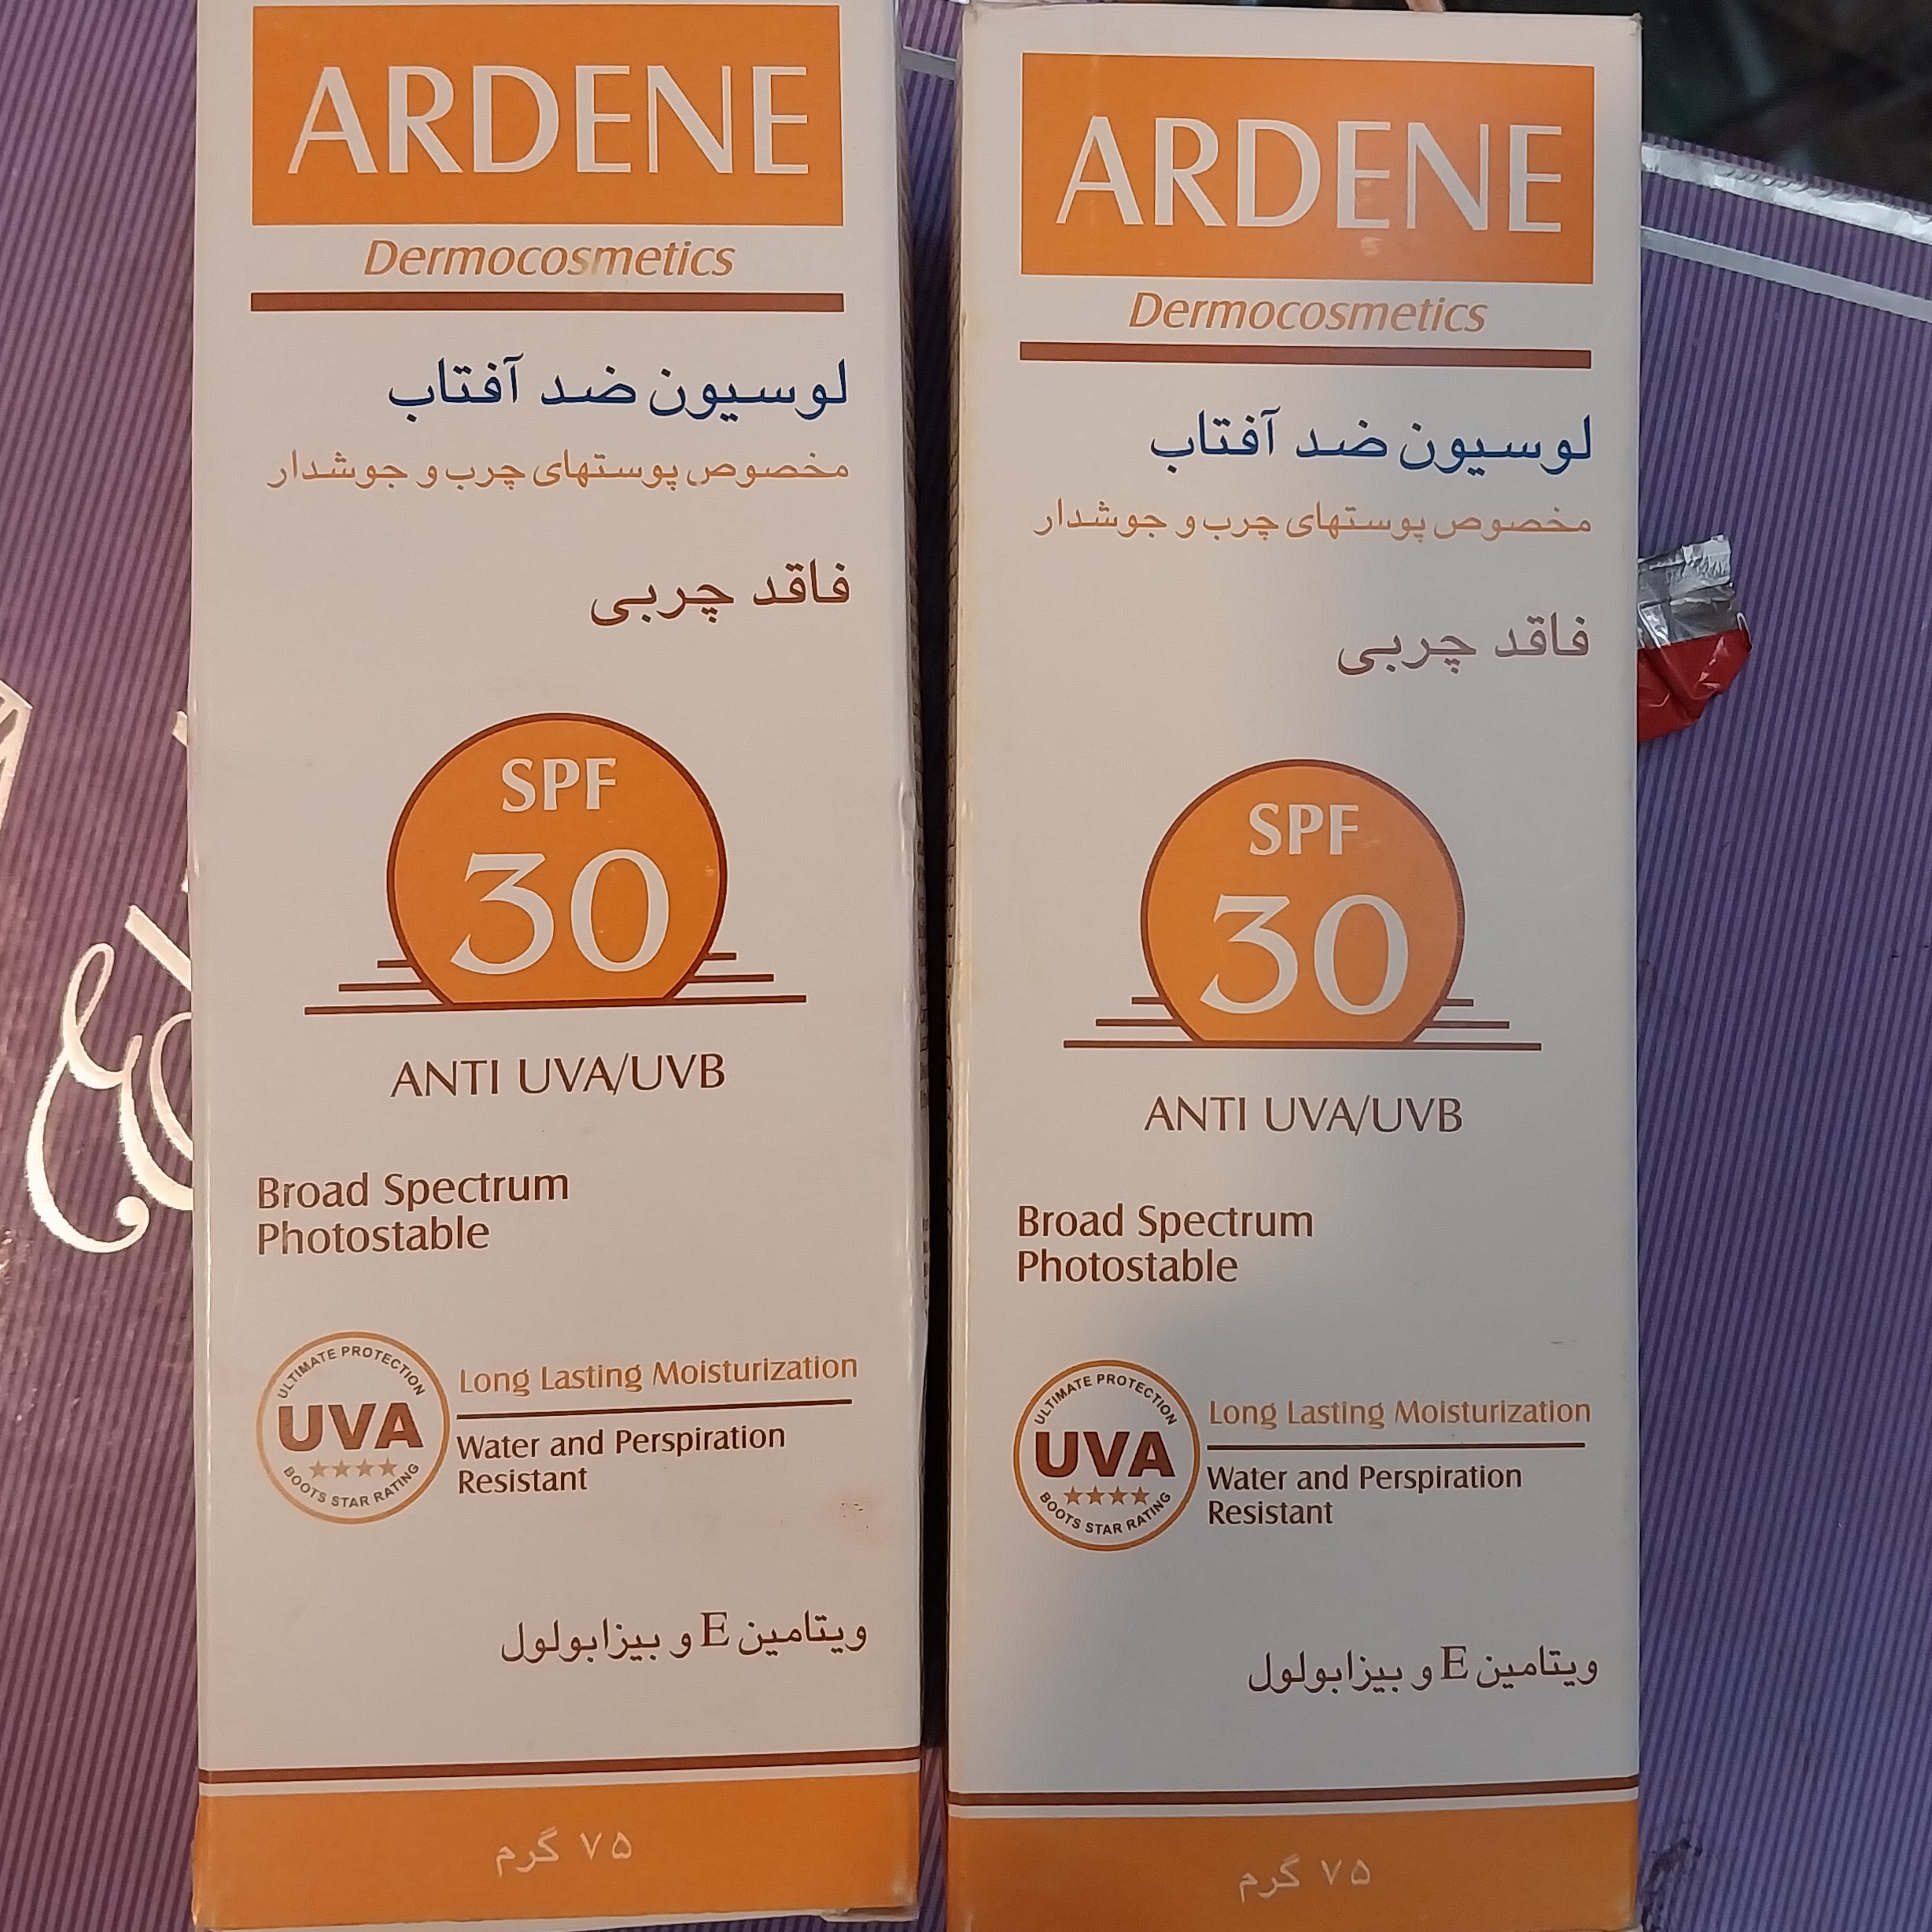 ARDENE
Dermocosmetics
لوسیون ضد آفتاب
مخصوص پوستهای چرب و جوشدار
فاقد چربی
SPF
30
ANTI UVA/UVB
Broad Spectrum
Photostable
ULTIMATE PROTECTION
UVA
BOOTS STAR RATING
Long Lasting Moisturization
Water and Perspiration
Resistant
ویتامین E و بیزابولول
۷۵ گرم
ARDENE
Dermocosmetics
لوسیون ضد آفتاب
مخصوص پوستهای چرب و جوشدار
فاقد چربی
SPF
30
ANTI UVA/UVB
Broad Spectrum
Photostable
ULTIMATE PROTECTION
UVA
BOOTS STAR RATING
Long Lasting Moisturization
Water and Perspiration
Resistant
ویتامین E و بیزابولول
۷۵ گرم